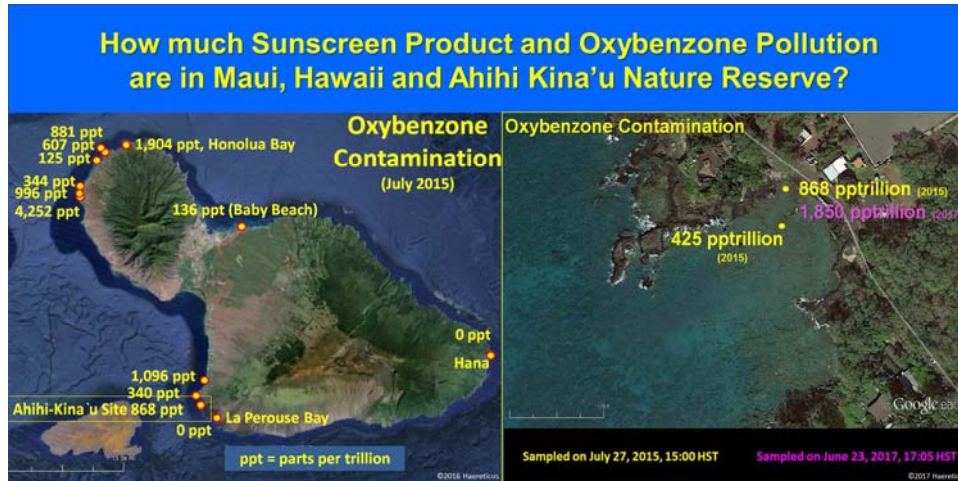 How much Sunscreen Product and Oxybenzone Pollution
are in Maui, Hawaii and Ahihi Kina'u Nature Reserve?
Oxybenzone
Contamination
(July 2015)
881 ppt
607 ppt
125 ppt
1,904 ppt, Honolua Bay
344 ppt
996 ppt
4,252 ppt
136 ppt (Baby Beach)
0 ppt
Hana
1,096 ppt
340 ppt
Ahihi-Kina`u Site 868 ppt
0 ppt
La Perouse Bay
ppt = parts per trillion
©2016 Haereticus
Oxybenzone Contamination
868 pptrillion (2015)
1,850 pptrillion (2017
425 pptrillion
(2015)
Google ear
Sampled on July 27, 2015, 15:00 HST
Sampled on June 23, 2017, 17:05 HST
©2017 Haeretic